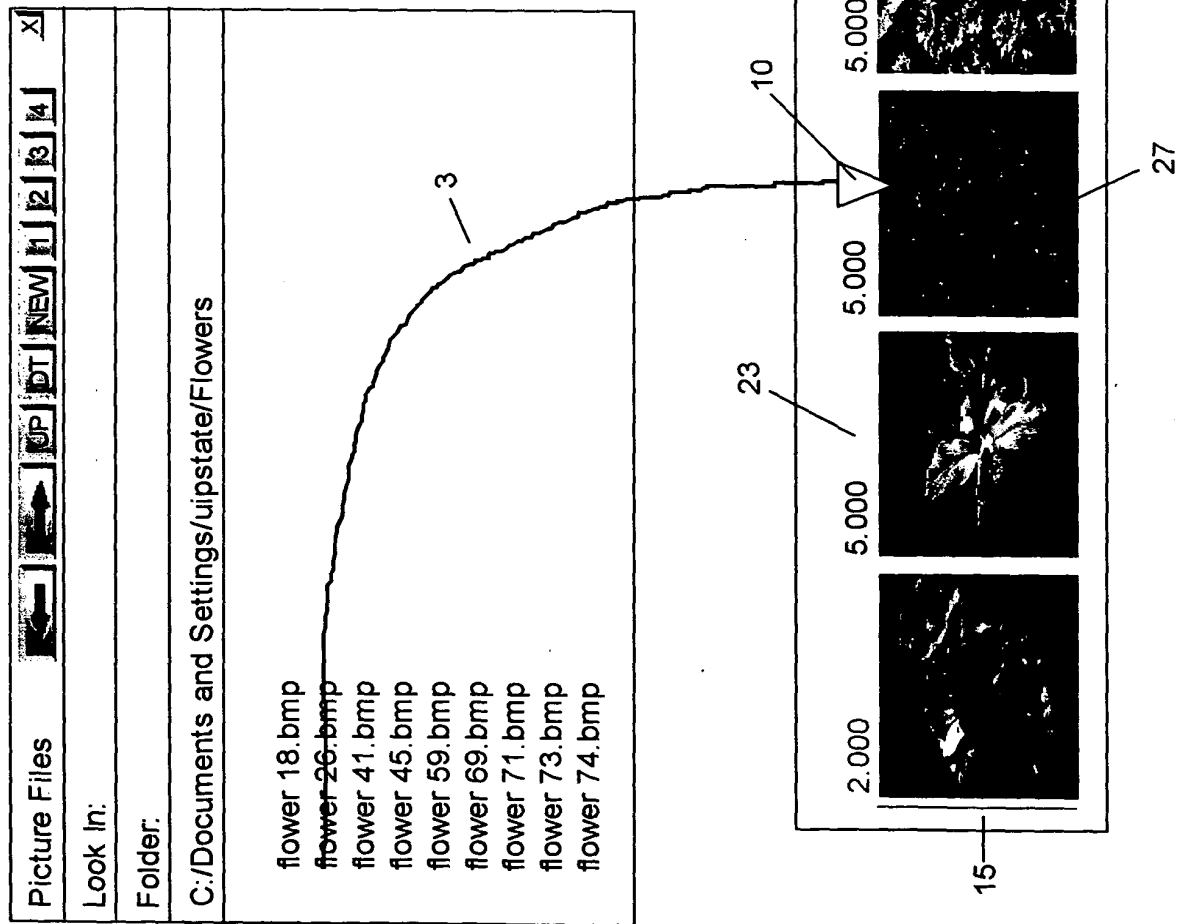 Picture Files UP DT NEW 1 2 3 4 X
Look In:
Folder:
C:/Documents and Settings/uipstate/Flowers
flower 18.bmp
flower 26.bmp
flower 41.bmp
flower 45.bmp
flower 59.bmp
flower 69.bmp
flower 71.bmp
flower 73.bmp
flower 74.bmp
3
23
10
2.000 5.000 5.000 5.000
15
27